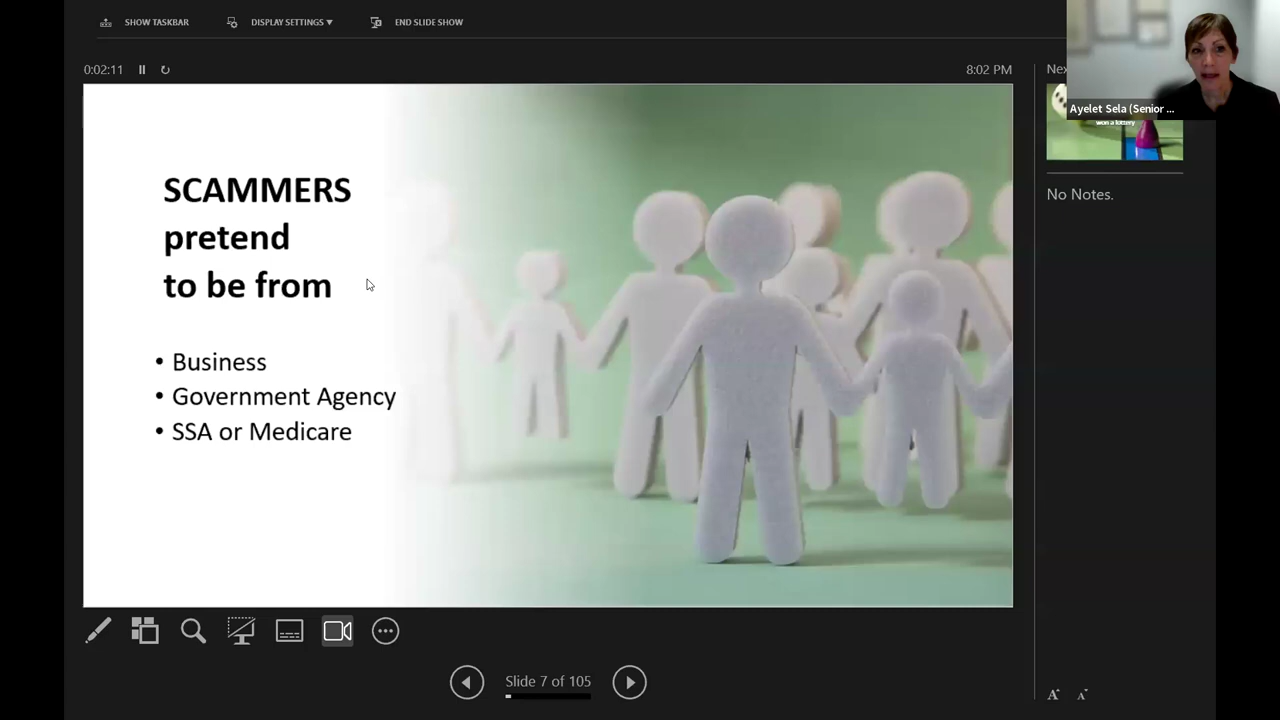 SHOW TASKBAR
DISPLAY SETTINGS ▾
END SLIDE SHOW
0:02:11
8:02 PM
Nex
Ayelet Sela (Senior ...
won a lottery
No Notes.
SCAMMERS
pretend
to be from
• Business
• Government Agency
• SSA or Medicare
Slide 7 of 105
A
A